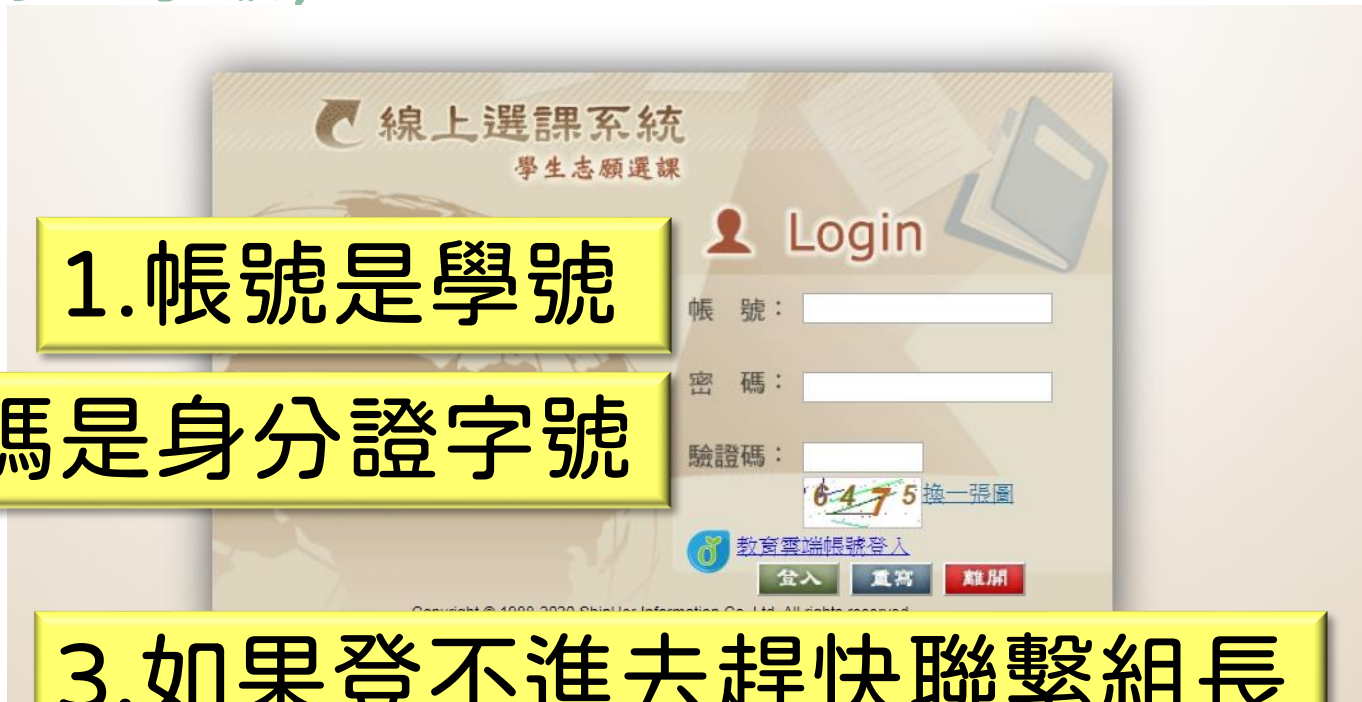 線上選課系統
學生志願選課
Login
1.帳號是學號
帳 號：
密 碼：
碼是身分證字號
驗證碼：
6475 換一張圖
教育雲端帳號登入
登入 重寫 離開
3.如果登不進去趕快聯繫組長